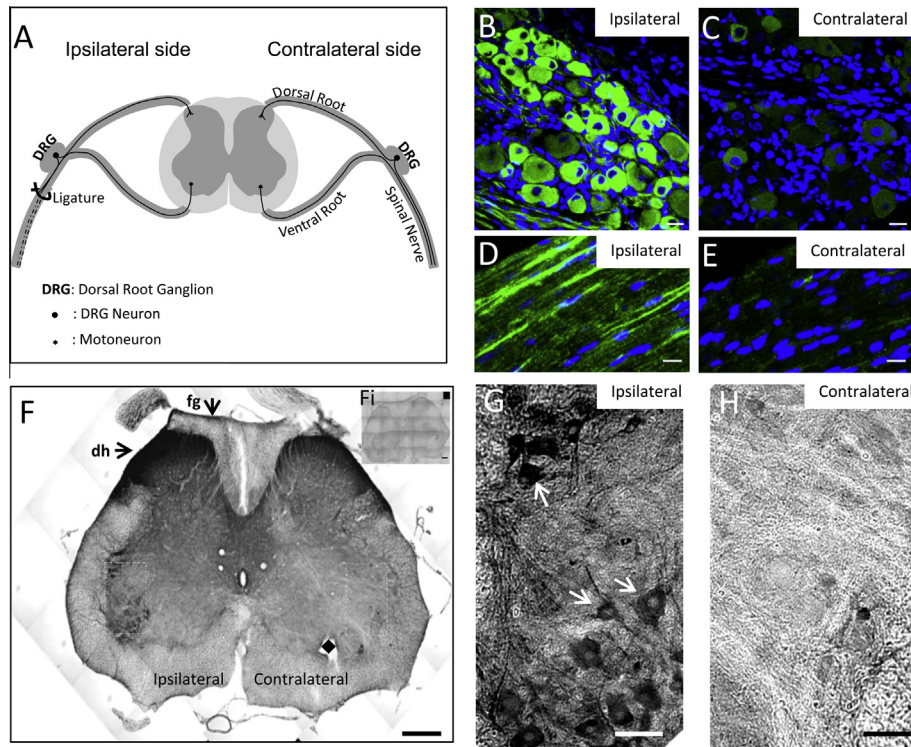 A
Ipsilateral side
Contralateral side
Dorsal Root
DRG
DRG
Ligature
Ventral Root
Spinal Nerve
DRG: Dorsal Root Ganglion
: DRG Neuron
: Motoneuron
B
Ipsilateral
C
Contralateral
D
Ipsilateral
E
Contralateral
F
fg
Fi
dh
Ipsilateral
Contralateral
G
Ipsilateral
H
Contralateral